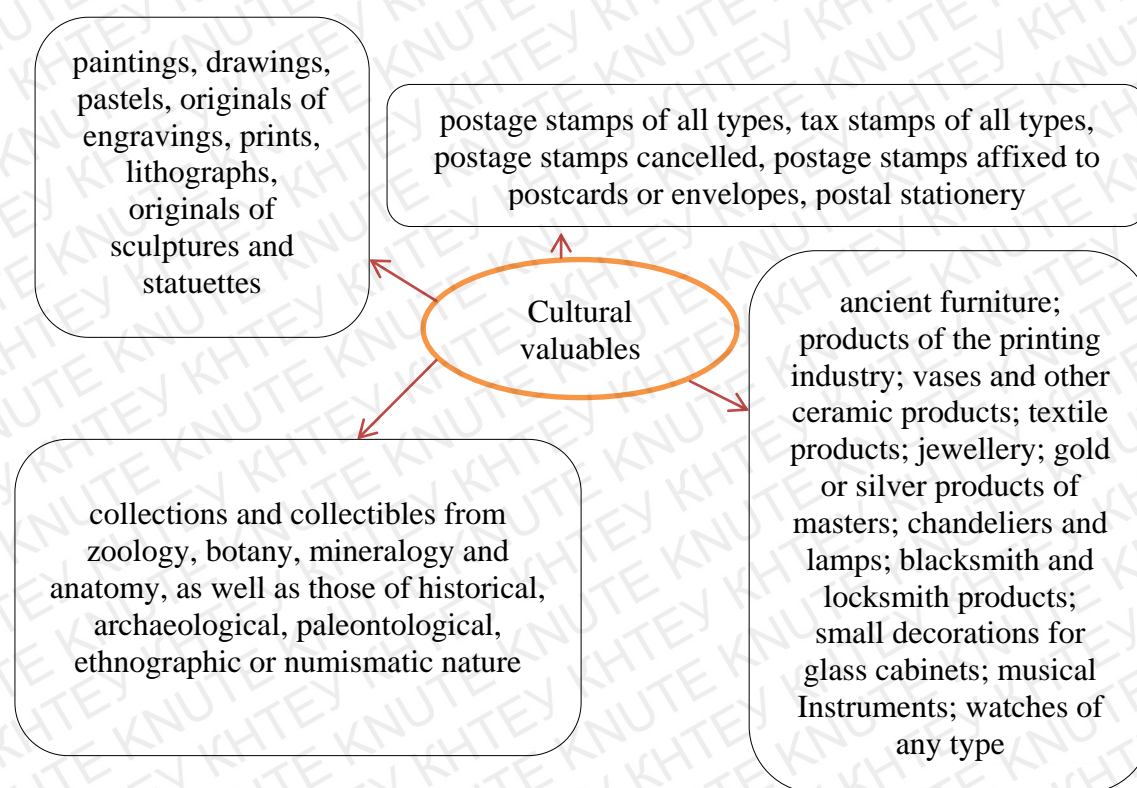 paintings, drawings,
pastels, originals of
engravings, prints,
lithographs,
originals of
sculptures and
statuettes
postage stamps of all types, tax stamps of all types,
postage stamps cancelled, postage stamps affixed to
postcards or envelopes, postal stationery
Cultural
valuables
ancient furniture;
products of the printing
industry; vases and other
ceramic products; textile
products; jewellery; gold
or silver products of
masters; chandeliers and
lamps; blacksmith and
locksmith products;
small decorations for
glass cabinets; musical
Instruments; watches of
any type
collections and collectibles from
zoology, botany, mineralogy and
anatomy, as well as those of historical,
archaeological, paleontological,
ethnographic or numismatic nature